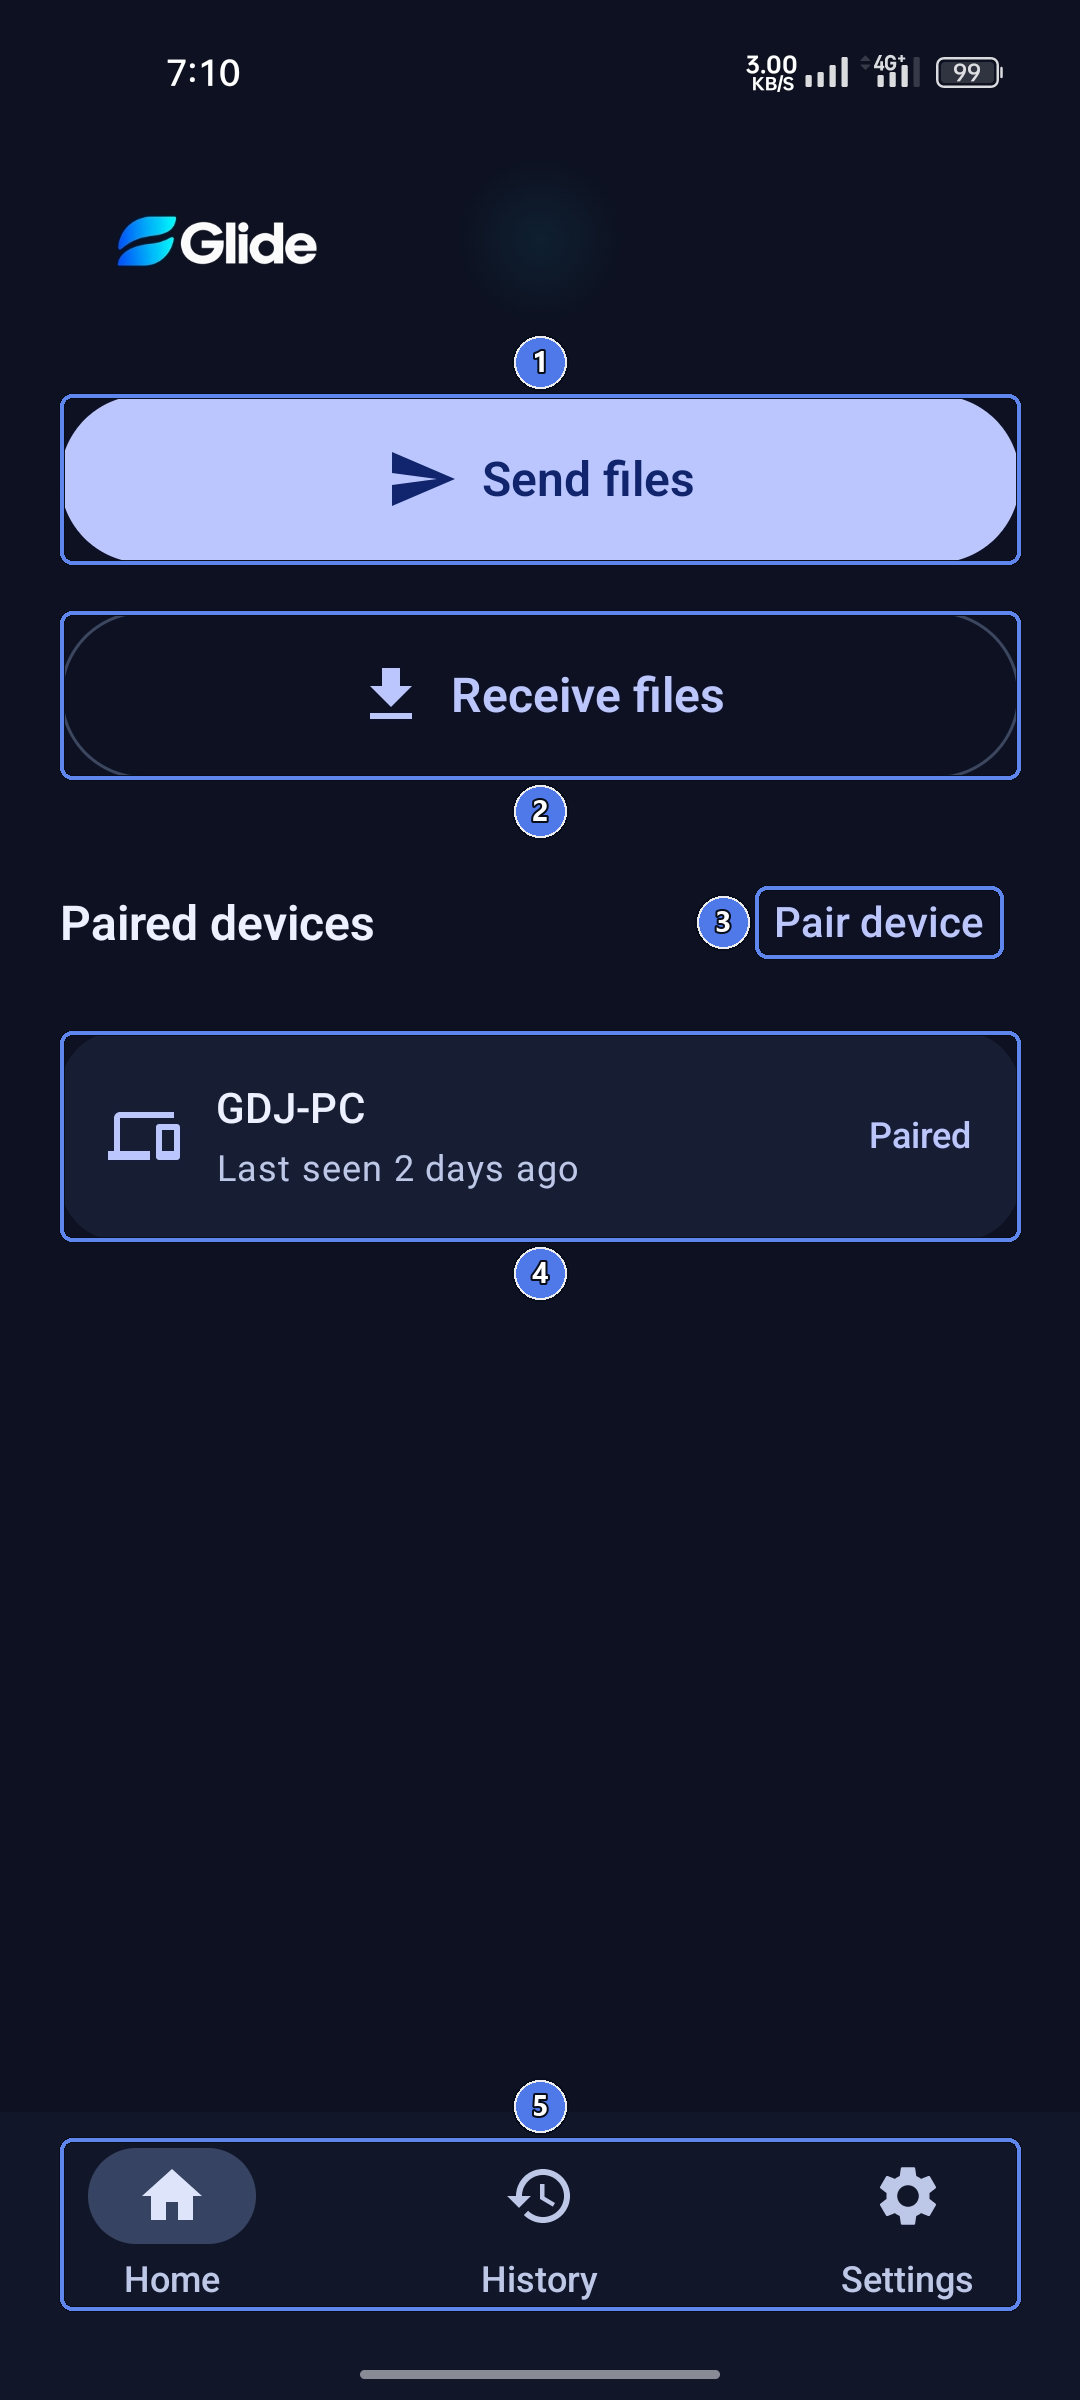 7:10
3.00 KB/S 4G+ 99
Glide
1
Send files
Receive files
2
Paired devices
3
Pair device
GDJ-PC
Last seen 2 days ago
Paired
4
5
Home
History
Settings